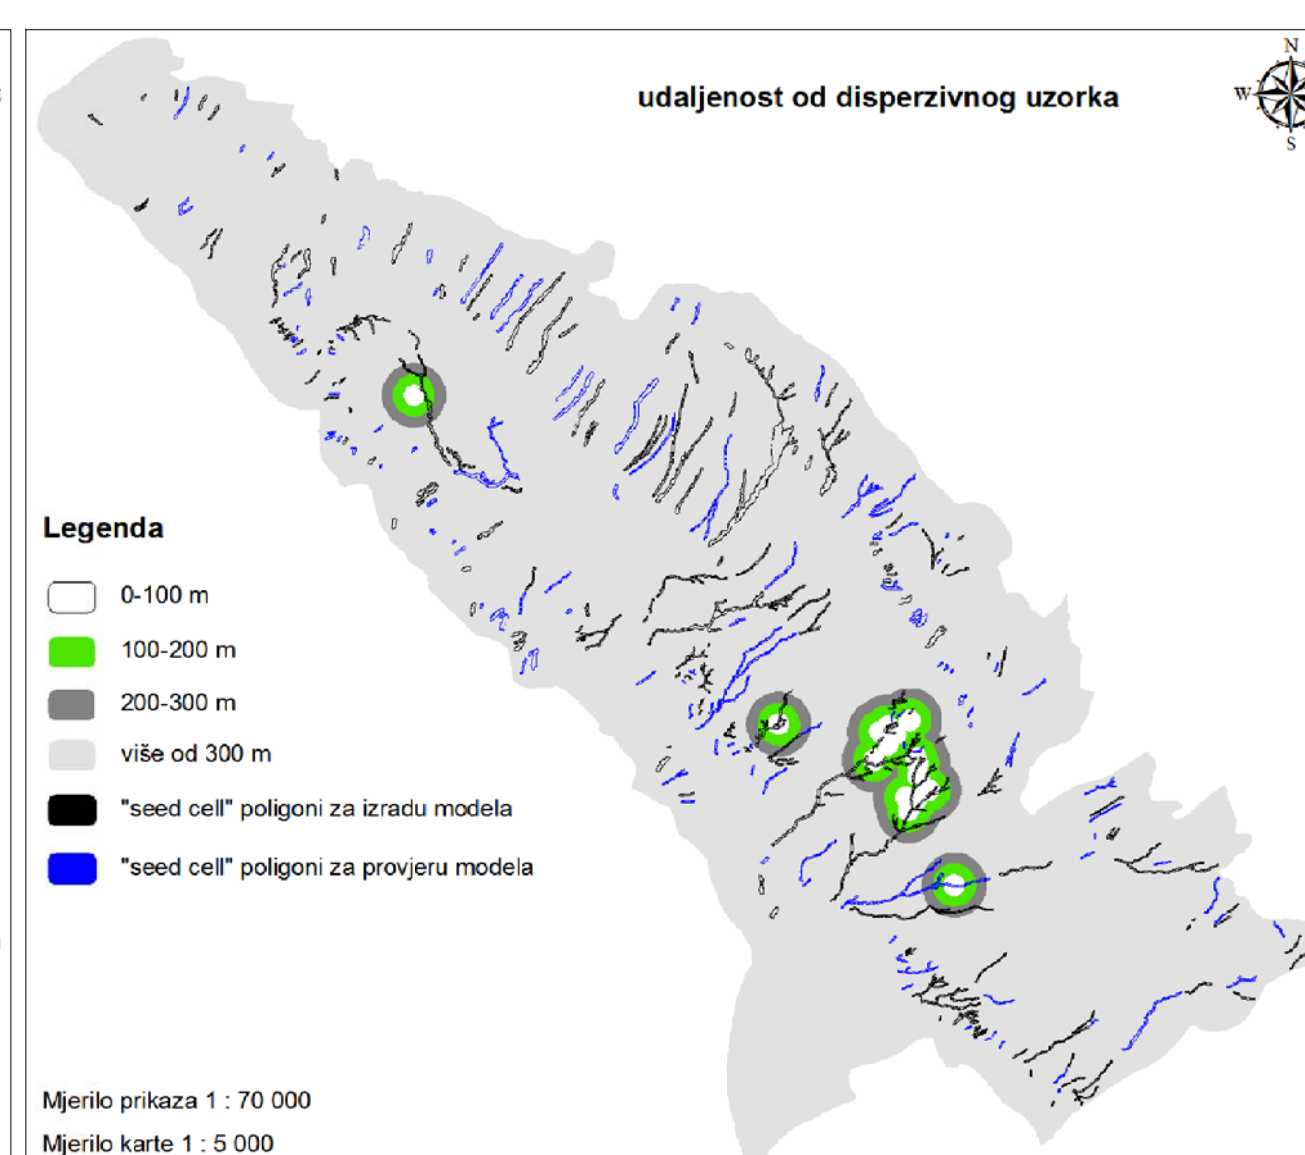 udaljenost od disperzivnog uzorka
N
W
S
Legenda
0-100 m
100-200 m
200-300 m
više od 300 m
"seed cell" poligoni za izradu modela
"seed cell" poligoni za provjeru modela
Mjerilo prikaza 1 : 70 000
Mjerilo karte 1 : 5 000